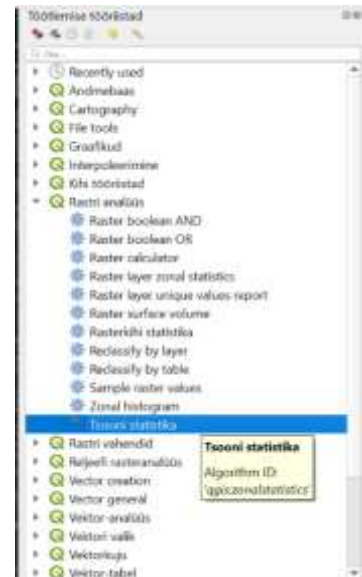 Töötlemise tööriistad
Recently used
Andmebaas
Cartography
File tools
Graafikud
Interpoleerimine
Kihi tööriistad
Rastri analüüs
Raster boolean AND
Raster boolean OR
Raster calculator
Raster layer zonal statistics
Raster layer unique values report
Raster surface volume
Rasterkihi statistika
Reclassify by layer
Reclassify by table
Sample raster values
Zonal histogram
Tsooni statistika
Rastri vahendid
Reljeefi rasteranalüüs
Vector creation
Vector general
Vektor-analüüs
Vektori valik
Vektorkuju
Vektor-tabel
Tsooni statistika
Algorithm ID:
'qgis:zonalstatistics'